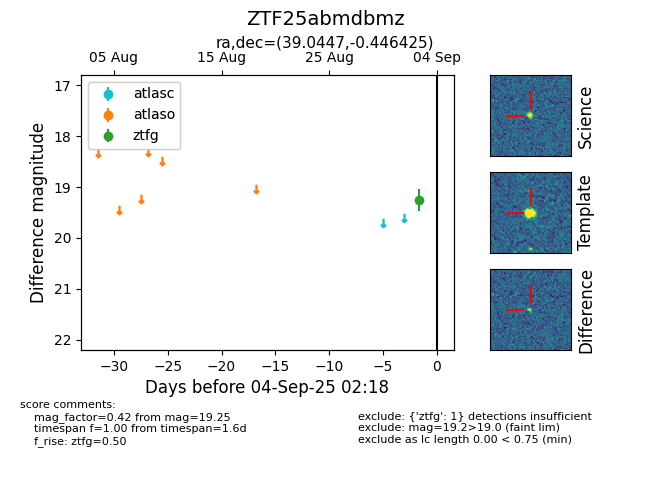 ZTF25abmdbmz
ra,dec=(39.0447,-0.446425)
05 Aug 15 Aug 25 Aug 04 Sep
atlasc
atlaso
ztfg
17
18
19
20
21
22
Difference magnitude
−30 −25 −20 −15 −10 −5 0
Days before 04-Sep-25 02:18
Science
Template
Difference
score comments:
mag_factor=0.42 from mag=19.25
timespan f=1.00 from timespan=1.6d
f_rise: ztfg=0.50
exclude: {'ztfg': 1} detections insufficient
exclude: mag=19.2>19.0 (faint lim)
exclude as lc length 0.00 < 0.75 (min)